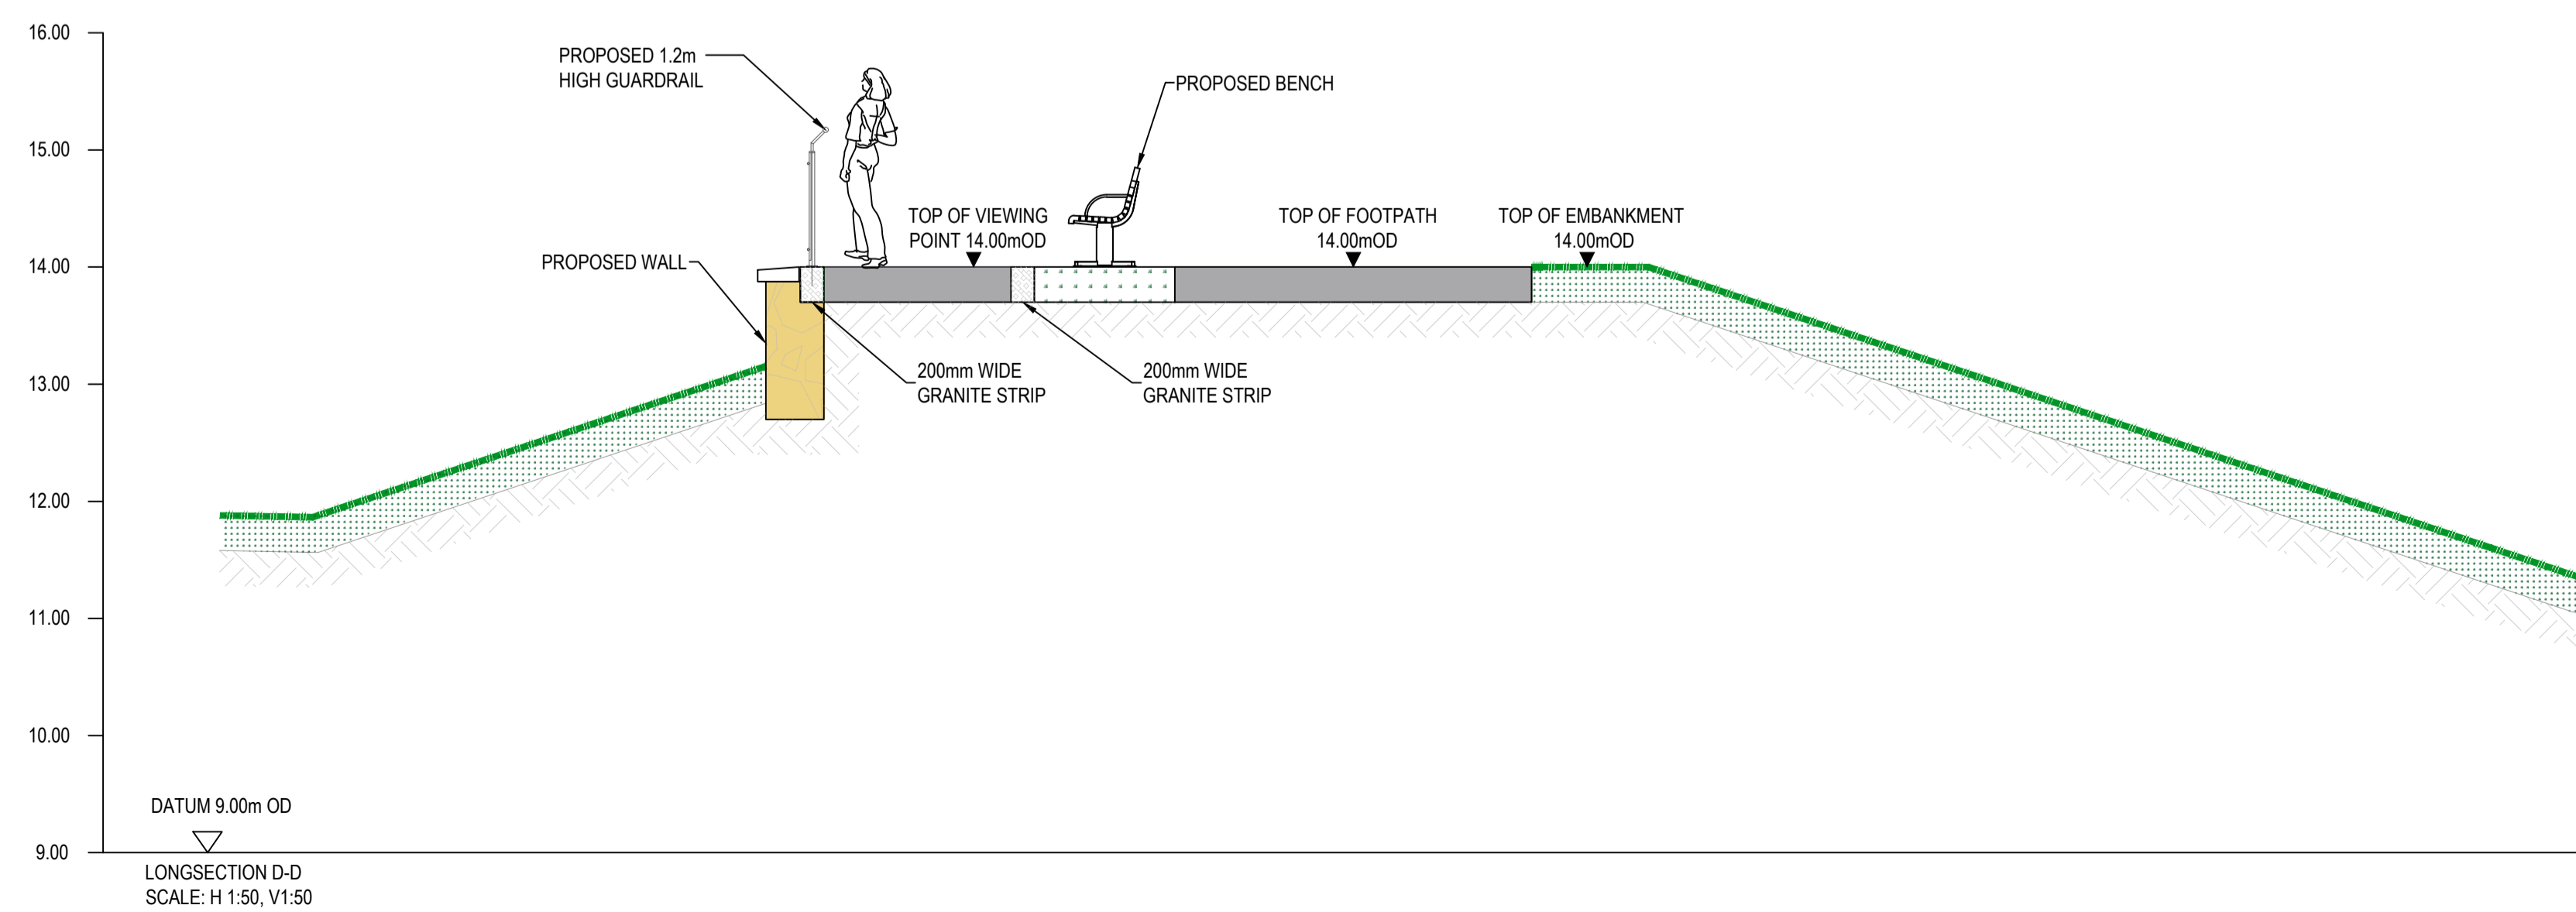 16.00
PROPOSED 1.2m
HIGH GUARDRAIL
PROPOSED BENCH
15.00
TOP OF VIEWING
POINT 14.00mOD
TOP OF FOOTPATH
14.00mOD
TOP OF EMBANKMENT
14.00mOD
14.00
PROPOSED WALL
200mm WIDE
GRANITE STRIP
200mm WIDE
GRANITE STRIP
13.00
12.00
11.00
10.00
DATUM 9.00m OD
9.00
LONGSECTION D-D
SCALE: H 1:50, V1:50